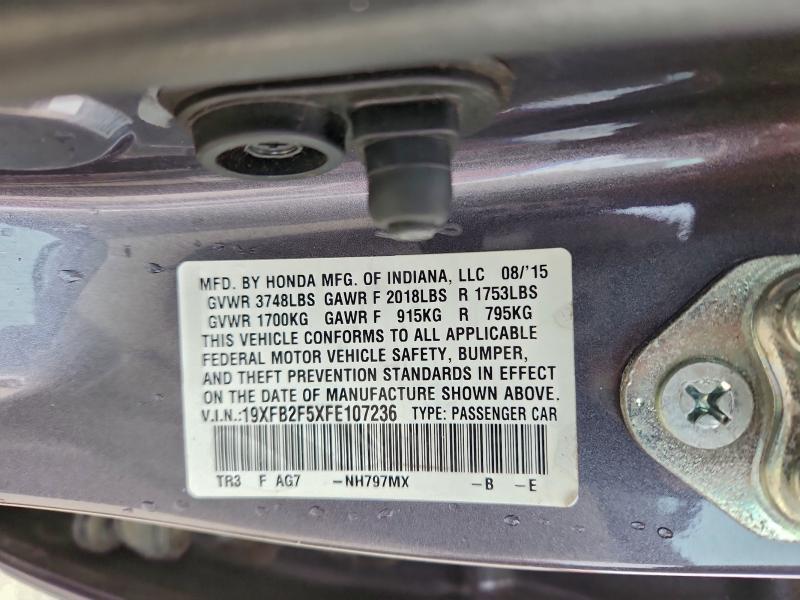 MFD. BY HONDA MFG. OF INDIANA, LLC 08/'15
GVWR 3748LBS GAWR F 2018LBS R 1753LBS
GVWR 1700KG GAWR F 915KG R 795KG
THIS VEHICLE CONFORMS TO ALL APPLICABLE
FEDERAL MOTOR VEHICLE SAFETY, BUMPER,
AND THEFT PREVENTION STANDARDS IN EFFECT
ON THE DATE OF MANUFACTURE SHOWN ABOVE.
V.I.N.:19XFB2F5XFE107236 TYPE: PASSENGER CAR
TR3 F AG7 -NH797MX -B -E